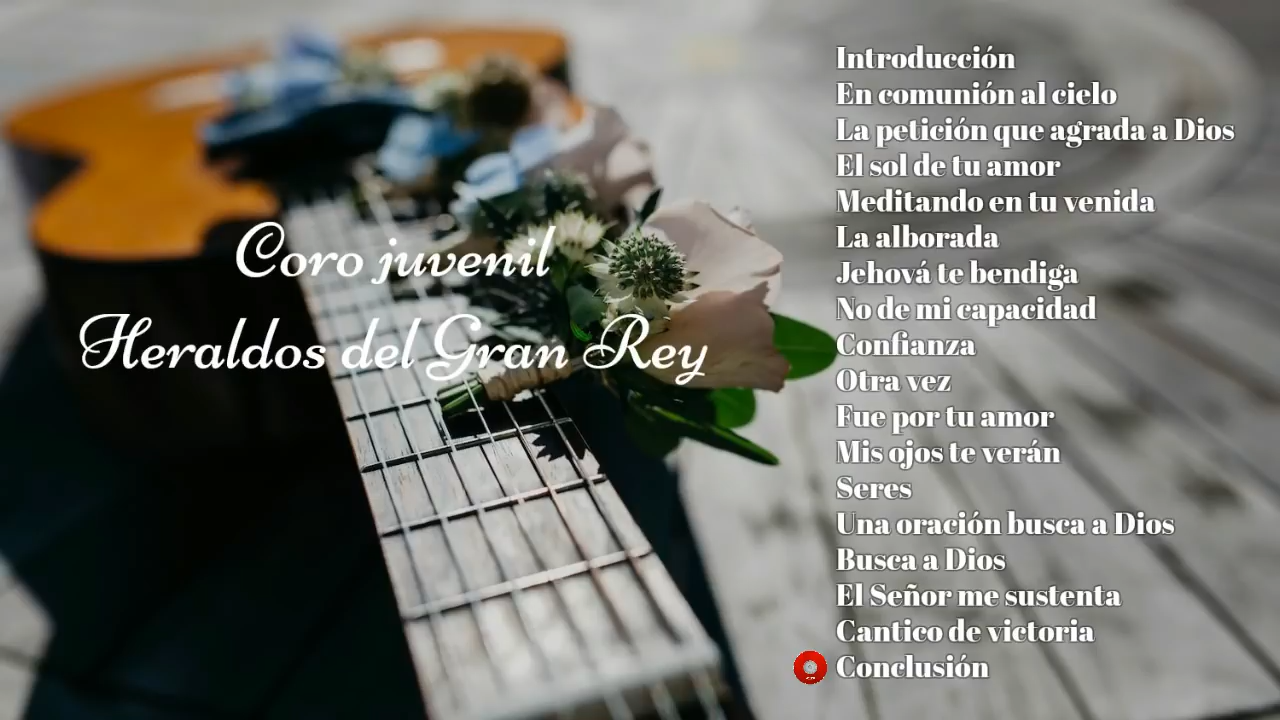 Coro juvenil
Heraldos del Gran Rey
Introducción
En comunión al cielo
La petición que agrada a Dios
El sol de tu amor
Meditando en tu venida
La alborada
Jehová te bendiga
No de mi capacidad
Confianza
Otra vez
Fue por tu amor
Mis ojos te verán
Seres
Una oración busca a Dios
Busca a Dios
El Señor me sustenta
Cantico de victoria
Conclusión